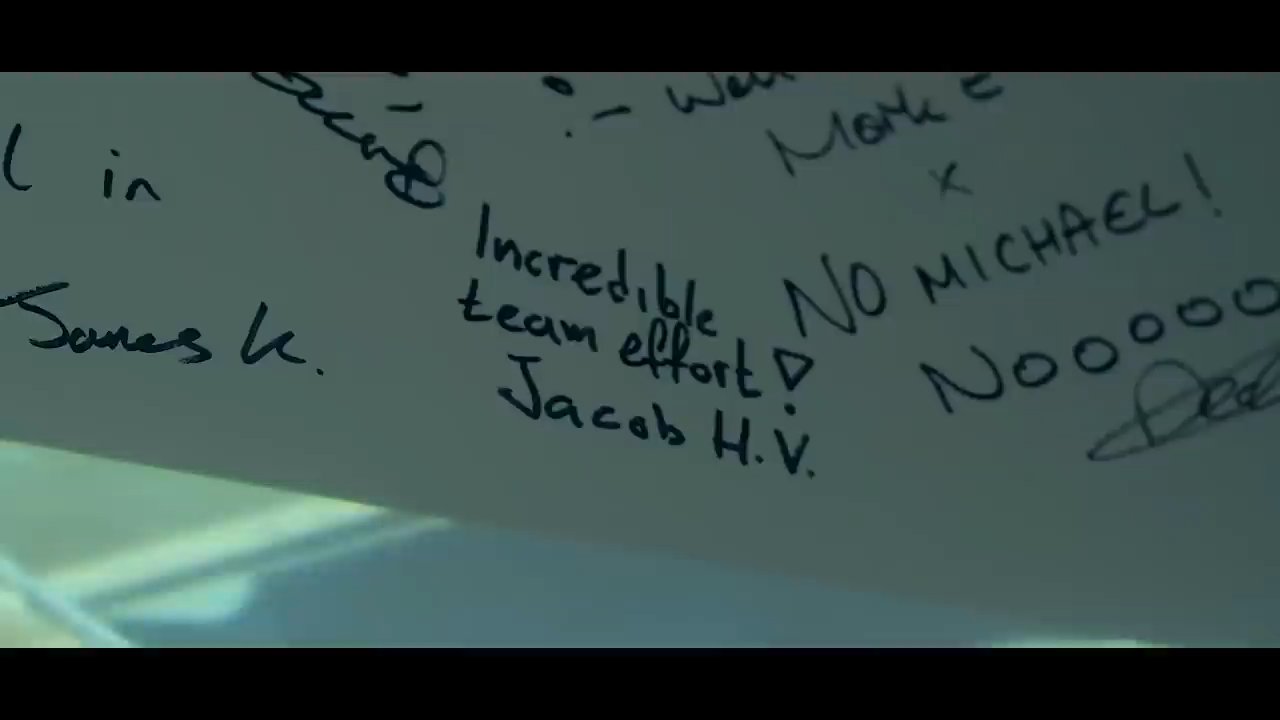 in
James K.
Incredible
team effort!
Jacob H.V.
Mark E
x
NO MICHAEL!
Nooooo